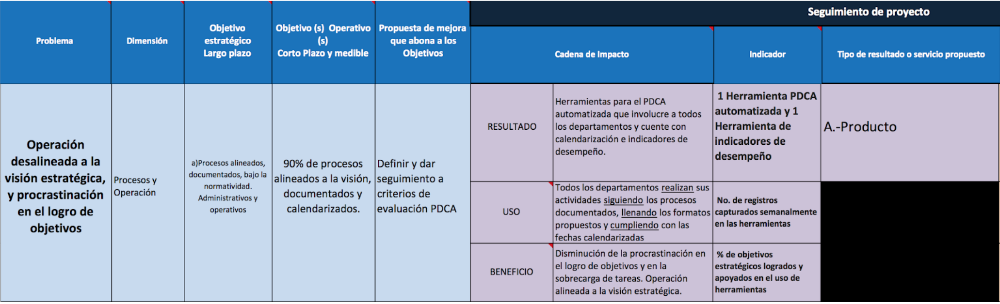 Seguimiento de proyecto
Problema
Dimensión
Objetivo
estratégico
Largo plazo
Objetivo (s) Operativo
(s)
Corto Plazo y medible
Propuesta de mejora
que abona a los
Objetivos
Cadena de Impacto
Indicador
Tipo de resultado o servicio propuesto
Operación
desalineada a la
visión estratégica,
y procrastinación
en el logro de
objetivos
Procesos y
Operación
a)Procesos alineados,
documentados, bajo la
normatividad.
Administrativos y
operativos
90% de procesos
alineados a la visión,
documentados y
calendarizados.
Definir y dar
seguimiento a
criterios de
evaluación PDCA
RESULTADO
Herramientas para el PDCA
automatizada que involucre a todos
los departamentos y cuente con
calendarización e indicadores de
desempeño.
1 Herramienta PDCA
automatizada y 1
Herramienta de
indicadores de
desempeño
A.-Producto
USO
Todos los departamentos realizan sus
actividades siguiendo los procesos
documentados, llenando los formatos
propuestos y cumpliendo con las
fechas calendarizadas
No. de registros
capturados semanalmente
en las herramientas
BENEFICIO
Disminución de la procrastinación en
el logro de objetivos y en la
sobrecarga de tareas. Operación
alineada a la visión estratégica.
% de objetivos
estratégicos logrados y
apoyados en el uso de
herramientas